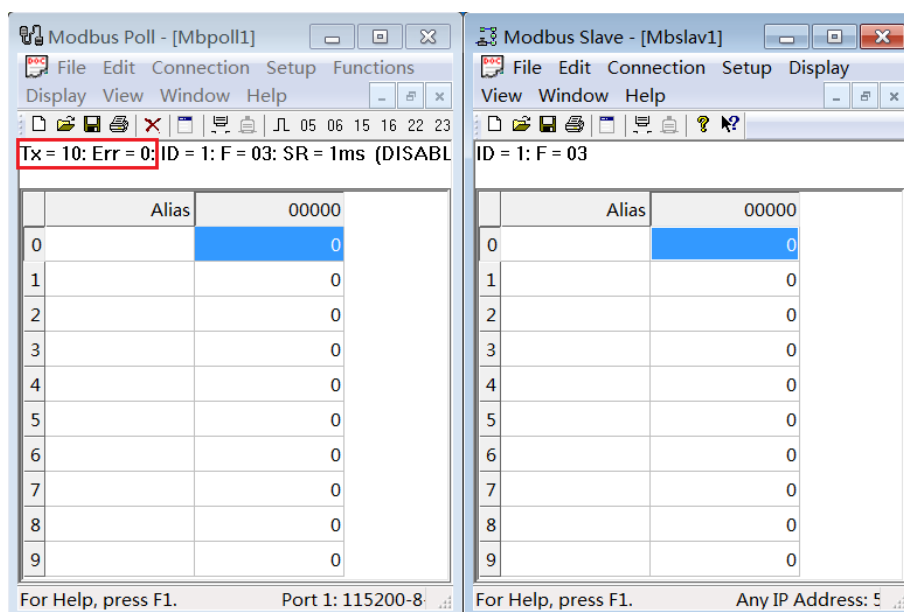 Modbus Poll - [Mbpoll1]
File Edit Connection Setup Functions
Display View Window Help
05 06 15 16 22 23
Tx = 10: Err = 0: ID = 1: F = 03: SR = 1ms (DISABL
Alias 00000
0 0
1 0
2 0
3 0
4 0
5 0
6 0
7 0
8 0
9 0
For Help, press F1. Port 1: 115200-8-
Modbus Slave - [Mbslav1]
File Edit Connection Setup Display
View Window Help
ID = 1: F = 03
Alias 00000
0 0
1 0
2 0
3 0
4 0
5 0
6 0
7 0
8 0
9 0
For Help, press F1. Any IP Address: 5